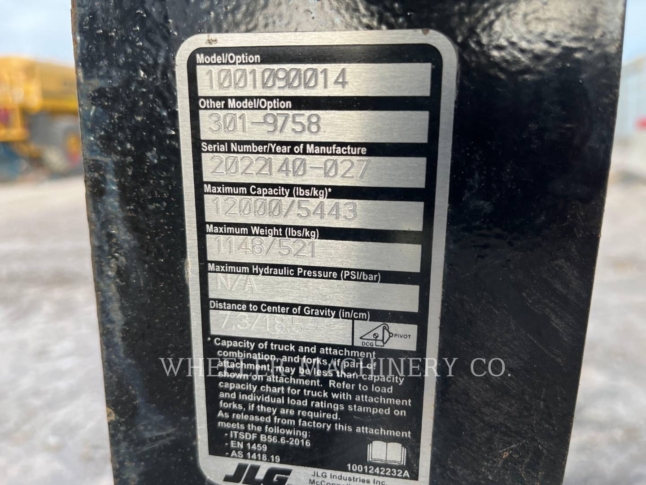 Model/Option
1001090014
Other Model/Option
301-9758
Serial Number/Year of Manufacture
2022140-027
Maximum Capacity (lbs/kg)*
12000/5443
Maximum Weight (lbs/kg)
1148/521
Maximum Hydraulic Pressure (PSI/bar)
N/A
Distance to Center of Gravity (in/cm)
DCG
PIVOT
* Capacity of truck and attachment
combination, and forks, if part of
attachment, may be less than capacity
shown on attachment. Refer to load
capacity chart for truck with attachment
and individual load ratings stamped on
forks, if they are required.
As released from factory this attachment
meets the following:
- ITSDF B56.6-2016
- EN 1459
- AS 1418.19
1001242232A
JLG
JLG Industries Inc.
WHEELER MACHINERY CO.